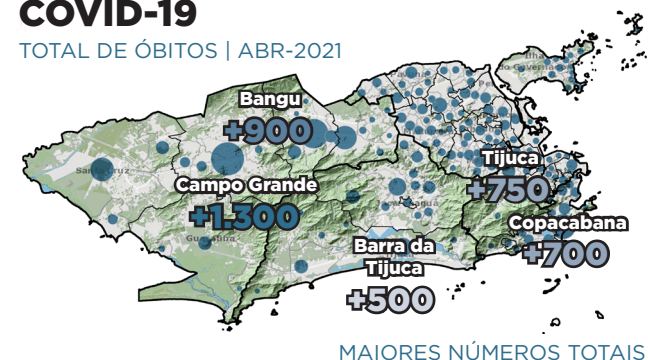 COVID-19
TOTAL DE ÓBITOS | ABR-2021
Bangu
+900
Tijuca
+750
Campo Grande
+1.300
Copacabana
+700
Barra da
Tijuca
+500
MAIORES NÚMEROS TOTAIS